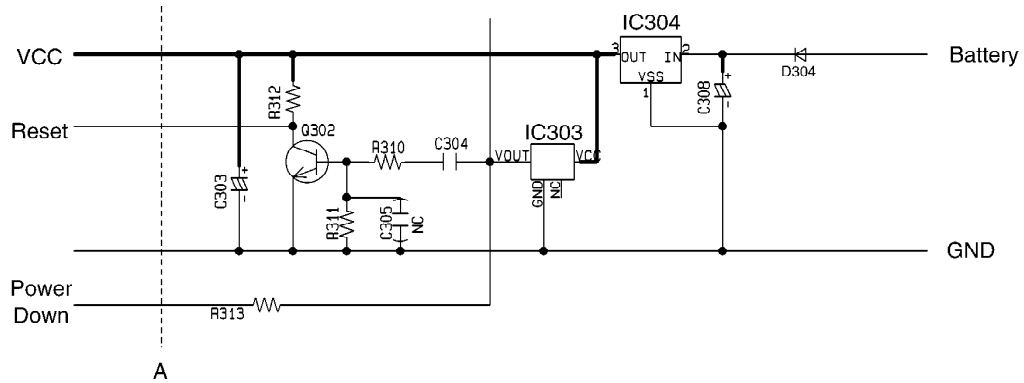 IC304
VCC
3
OUT
IN
2
VSS
1
D304
Battery
C308
+
-
R312
Reset
Q302
R310
C304
IC303
VOUT
VCC
GND
NC
C303
+
-
R311
C305
NC
GND
Power
Down
R313
A